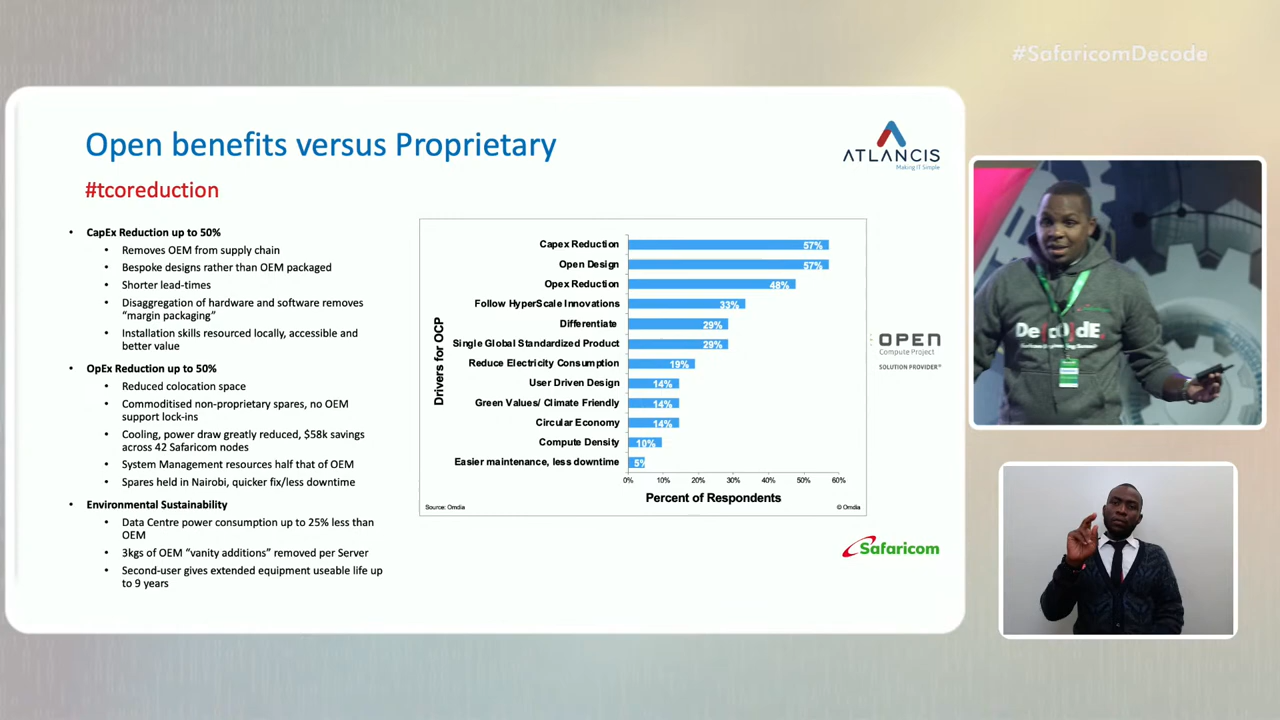 #SafaricomDecode
Open benefits versus Proprietary
#tcoreduction
ATLANCIS
Making IT Simple
• CapEx Reduction up to 50%
• Removes OEM from supply chain
• Bespoke designs rather than OEM packaged
• Shorter lead-times
• Disaggregation of hardware and software removes
“margin packaging”
• Installation skills resourced locally, accessible and
better value
• OpEx Reduction up to 50%
• Reduced colocation space
• Commoditised non-proprietary spares, no OEM
support lock-ins
• Cooling, power draw greatly reduced, $58k savings
across 42 Safaricom nodes
• System Management resources half that of OEM
• Spares held in Nairobi, quicker fix/less downtime
• Environmental Sustainability
• Data Centre power consumption up to 25% less than
OEM
• 3kgs of OEM “vanity additions” removed per Server
• Second-user gives extended equipment useable life up
to 9 years
Drivers for OCP
Capex Reduction 57%
Open Design 57%
Opex Reduction 48%
Follow HyperScale Innovations 33%
Differentiate 29%
Single Global Standardized Product 29%
Reduce Electricity Consumption 19%
User Driven Design 14%
Green Values/ Climate Friendly 14%
Circular Economy 14%
Compute Density 10%
Easier maintenance, less downtime 5%
0% 10% 20% 30% 40% 50% 60%
Percent of Respondents
Source: Omdia
© Omdia
OPEN
Compute Project
SOLUTION PROVIDER®
Safaricom